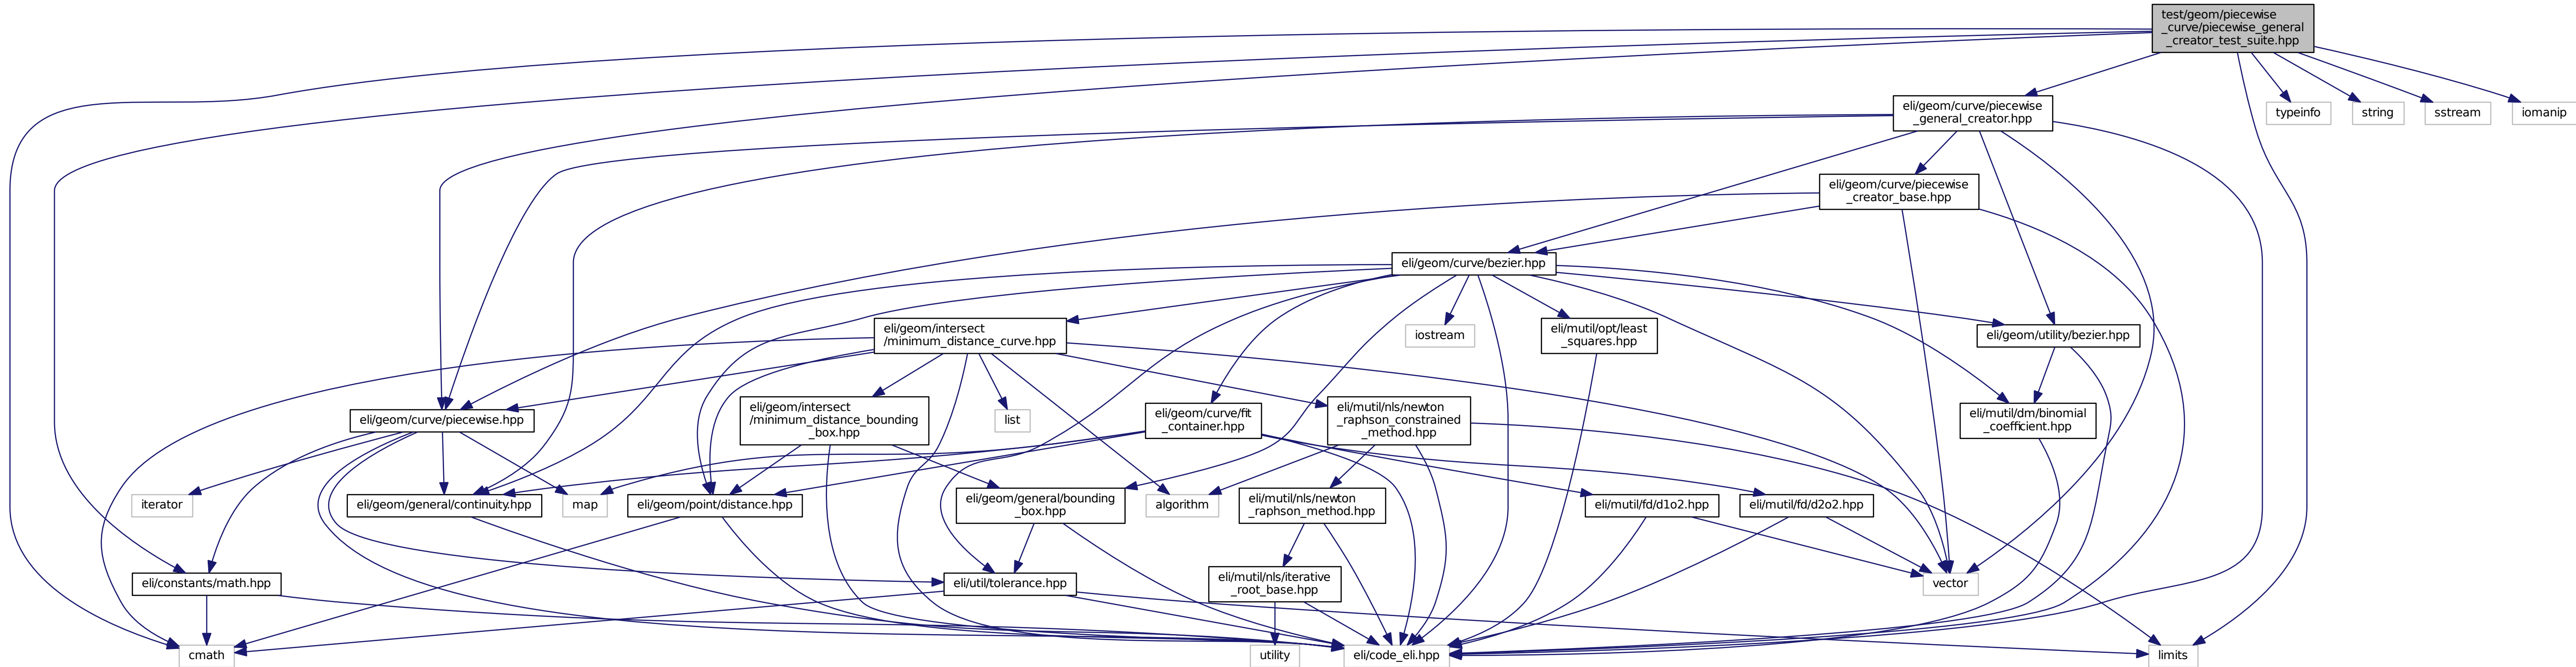 test/geom/piecewise
_curve/piecewise_general
_creator_test_suite.hpp
eli/geom/curve/piecewise
_general_creator.hpp
typeinfo
string
sstream
iomanip
eli/geom/curve/piecewise
_creator_base.hpp
eli/geom/curve/bezier.hpp
eli/geom/intersect
/minimum_distance_curve.hpp
iostream
eli/mutil/opt/least
_squares.hpp
eli/geom/utility/bezier.hpp
eli/geom/curve/piecewise.hpp
eli/geom/intersect
/minimum_distance_bounding
_box.hpp
list
eli/geom/curve/fit
_container.hpp
eli/mutil/nls/newton
_raphson_constrained
_method.hpp
eli/mutil/dm/binomial
_coefficient.hpp
iterator
eli/geom/general/continuity.hpp
map
eli/geom/point/distance.hpp
eli/geom/general/bounding
_box.hpp
algorithm
eli/mutil/nls/newton
_raphson_method.hpp
eli/mutil/fd/d1o2.hpp
eli/mutil/fd/d2o2.hpp
eli/constants/math.hpp
eli/util/tolerance.hpp
eli/mutil/nls/iterative
_root_base.hpp
vector
cmath
utility
eli/code_eli.hpp
limits